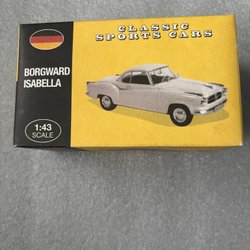 CLASSIC
SPORTS CARS
BORGWARD
ISABELLA
1:43
SCALE